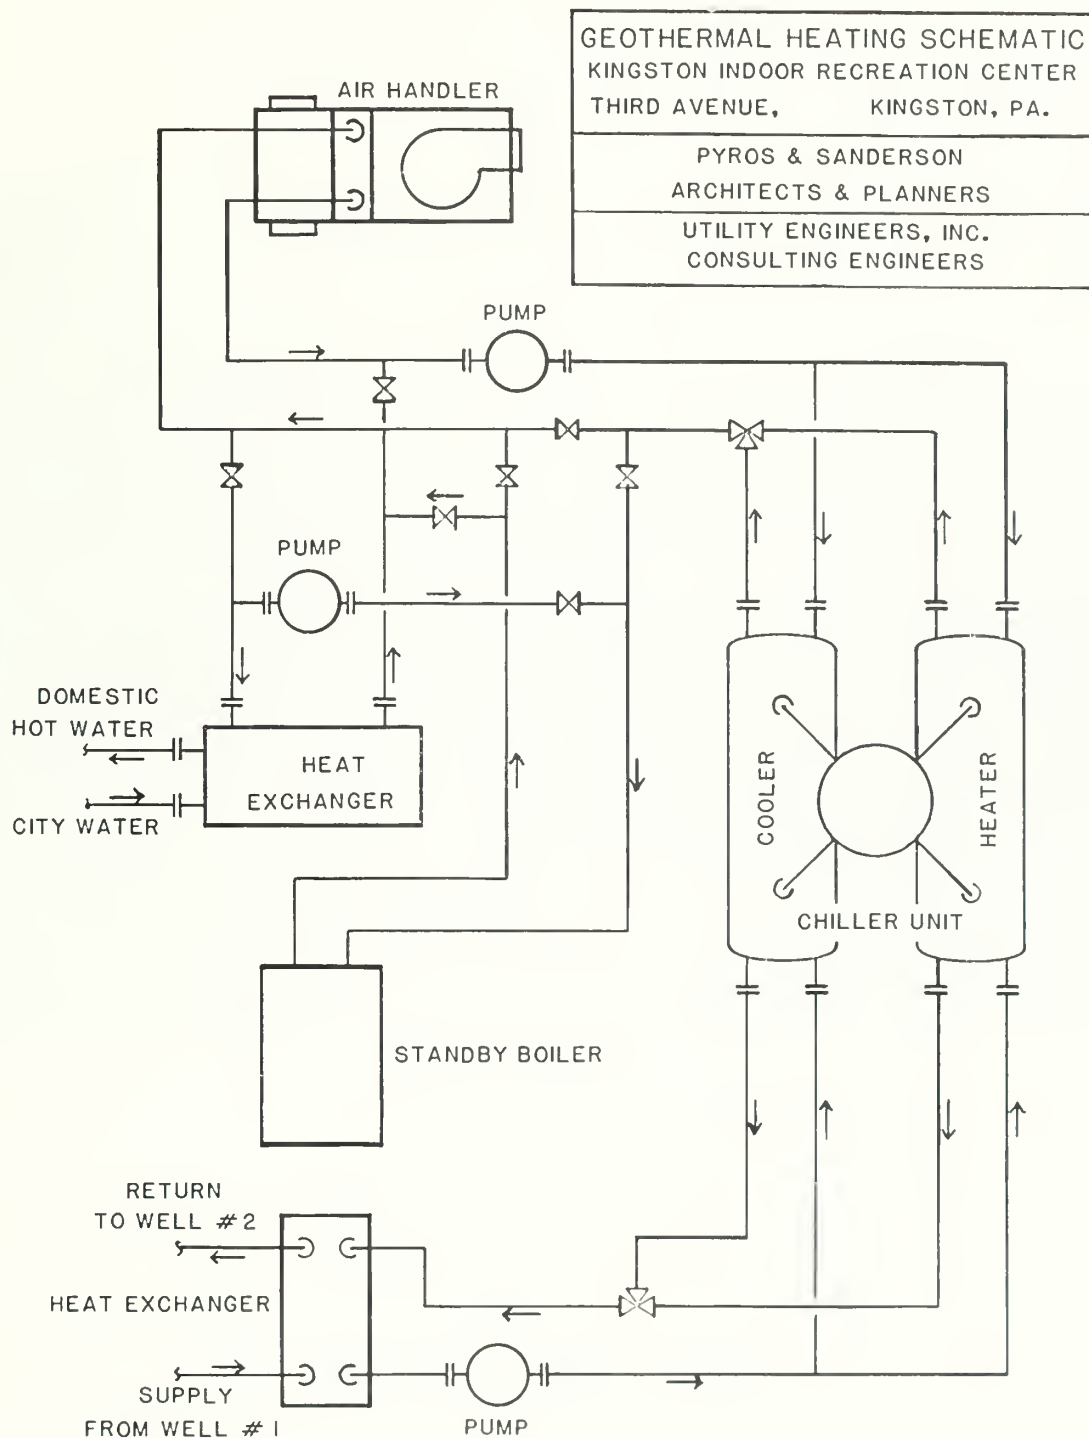 GEOTHERMAL HEATING SCHEMATIC
KINGSTON INDOOR RECREATION CENTER
THIRD AVENUE, KINGSTON, PA.
PYROS & SANDERSON
ARCHITECTS & PLANNERS
UTILITY ENGINEERS, INC.
CONSULTING ENGINEERS
AIR HANDLER
PUMP
PUMP
DOMESTIC
HOT WATER
CITY WATER
HEAT
EXCHANGER
COOLER
HEATER
CHILLER UNIT
STANDBY BOILER
RETURN
TO WELL #2
HEAT EXCHANGER
SUPPLY
FROM WELL #1
PUMP